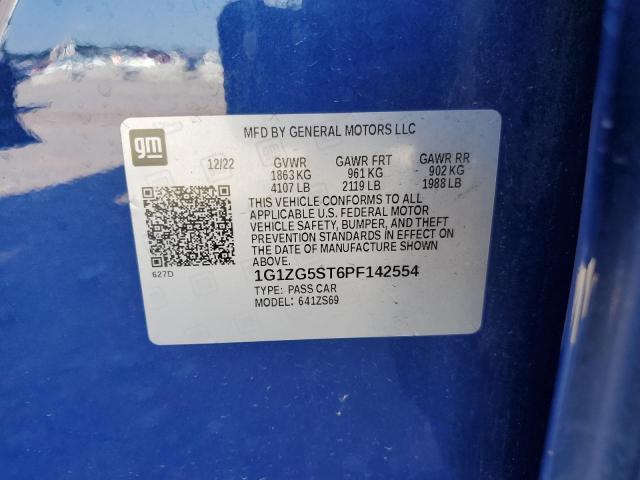 gm
MFD BY GENERAL MOTORS LLC
12/22 GVWR GAWR FRT GAWR RR
1863 KG 961 KG 902 KG
4107 LB 2119 LB 1988 LB
THIS VEHICLE CONFORMS TO ALL
APPLICABLE U.S. FEDERAL MOTOR
VEHICLE SAFETY, BUMPER, AND THEFT
PREVENTION STANDARDS IN EFFECT ON
THE DATE OF MANUFACTURE SHOWN
ABOVE.
627D
1G1ZG5ST6PF142554
TYPE: PASS CAR
MODEL: 641ZS69